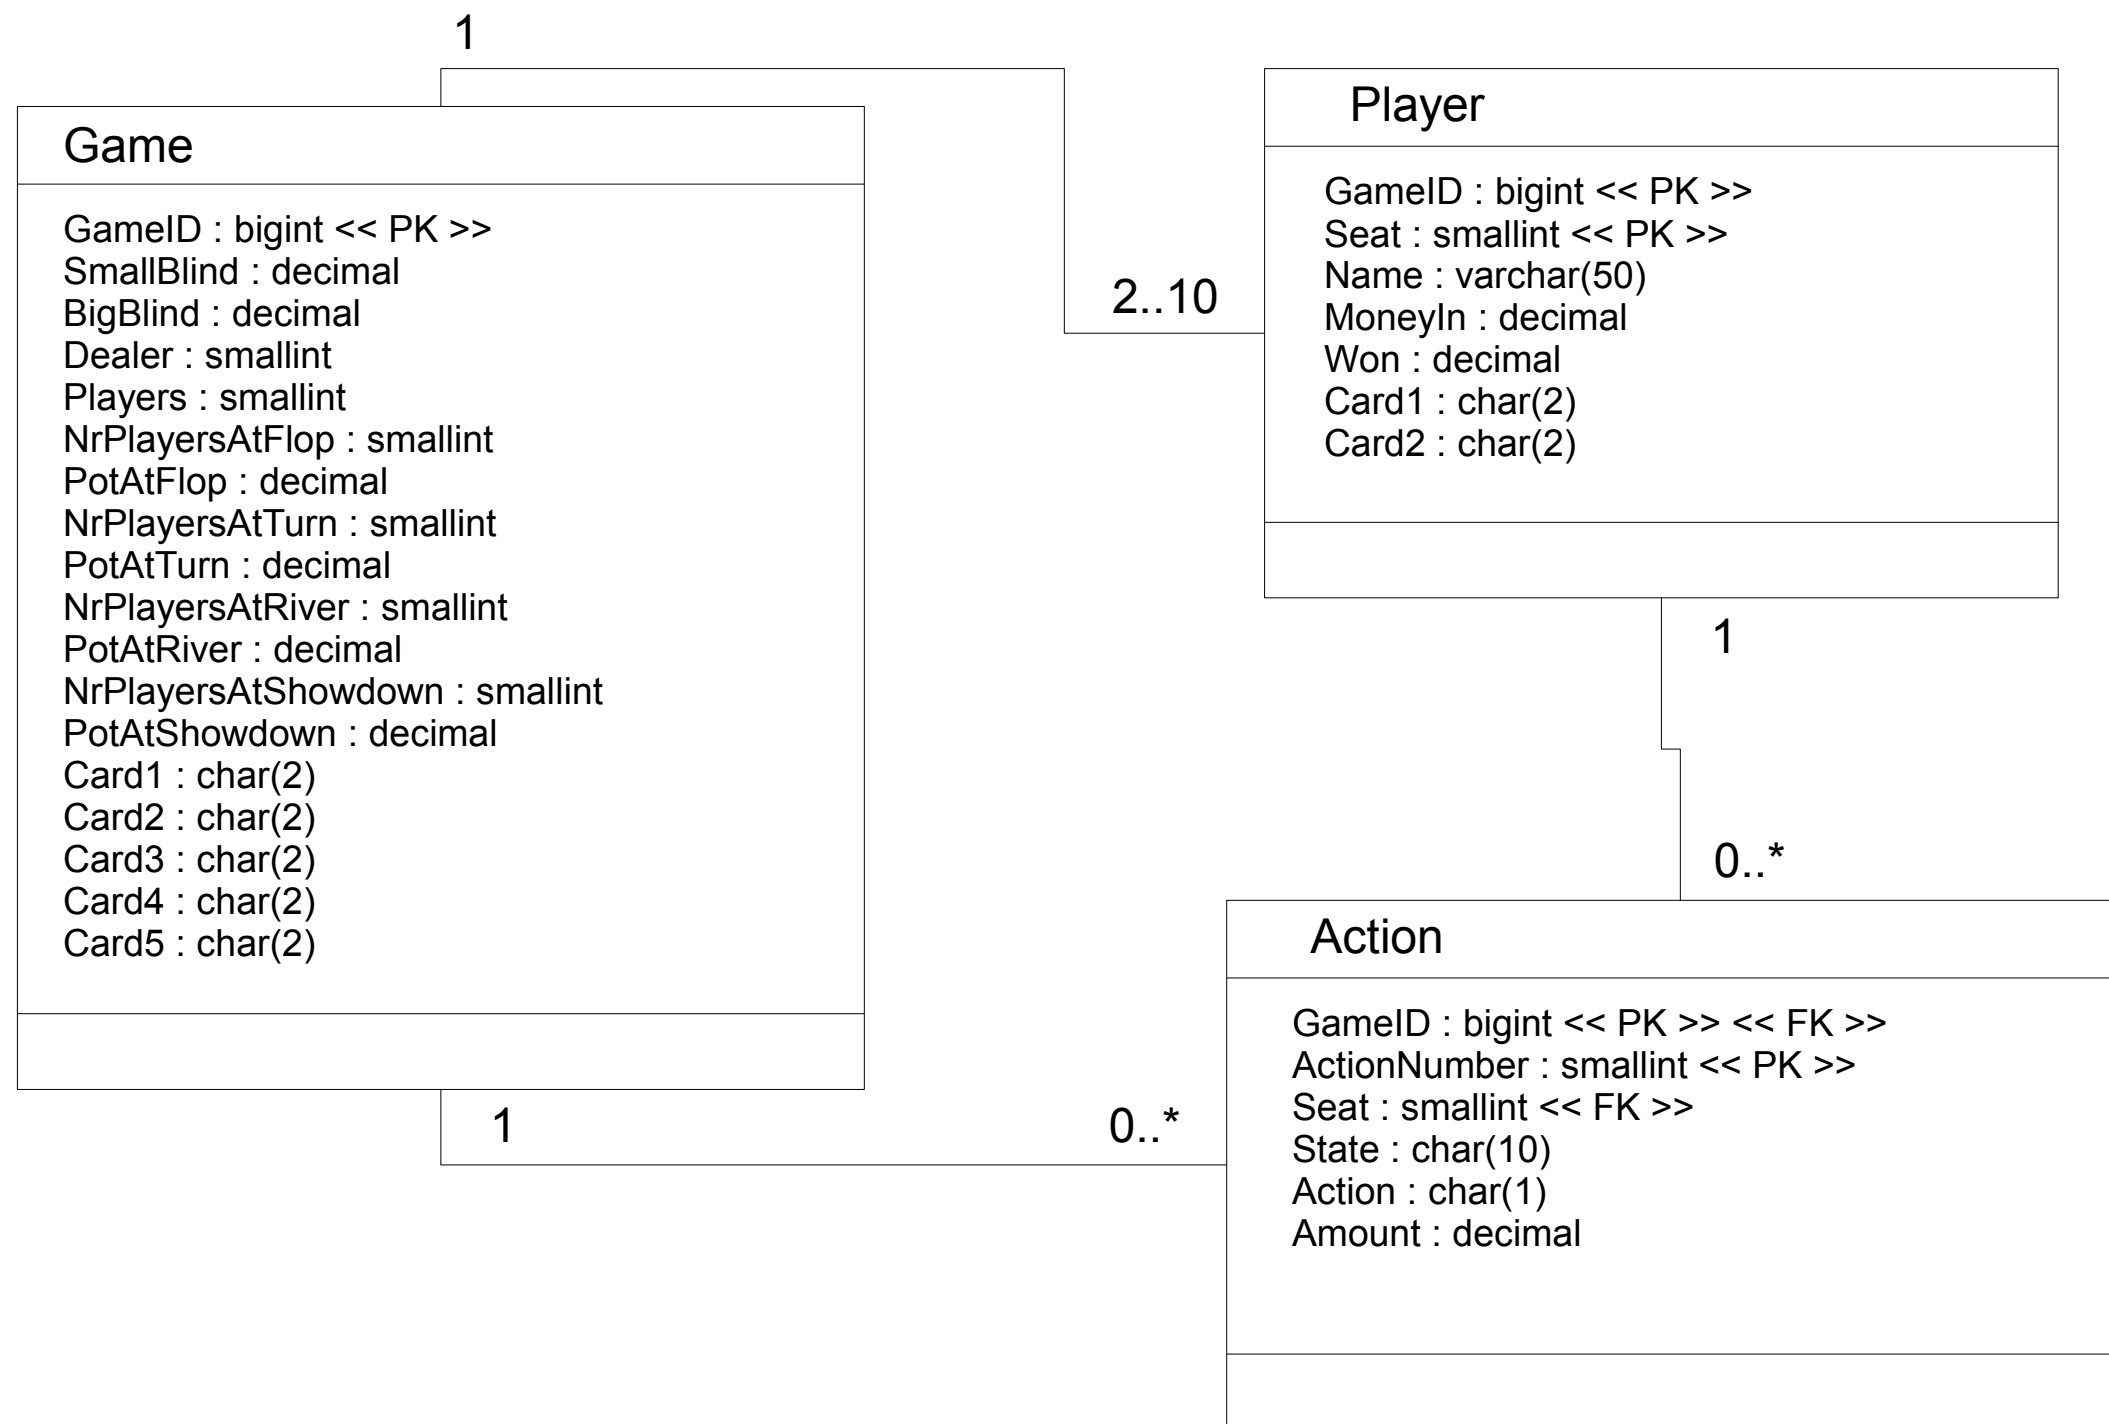 1
Game
GameID : bigint << PK >>
SmallBlind : decimal
BigBlind : decimal
Dealer : smallint
Players : smallint
NrPlayersAtFlop : smallint
PotAtFlop : decimal
NrPlayersAtTurn : smallint
PotAtTurn : decimal
NrPlayersAtRiver : smallint
PotAtRiver : decimal
NrPlayersAtShowdown : smallint
PotAtShowdown : decimal
Card1 : char(2)
Card2 : char(2)
Card3 : char(2)
Card4 : char(2)
Card5 : char(2)
1
2..10
Player
GameID : bigint << PK >>
Seat : smallint << PK >>
Name : varchar(50)
MoneyIn : decimal
Won : decimal
Card1 : char(2)
Card2 : char(2)
1
0..*
0..*
Action
GameID : bigint << PK >> << FK >>
ActionNumber : smallint << PK >>
Seat : smallint << FK >>
State : char(10)
Action : char(1)
Amount : decimal